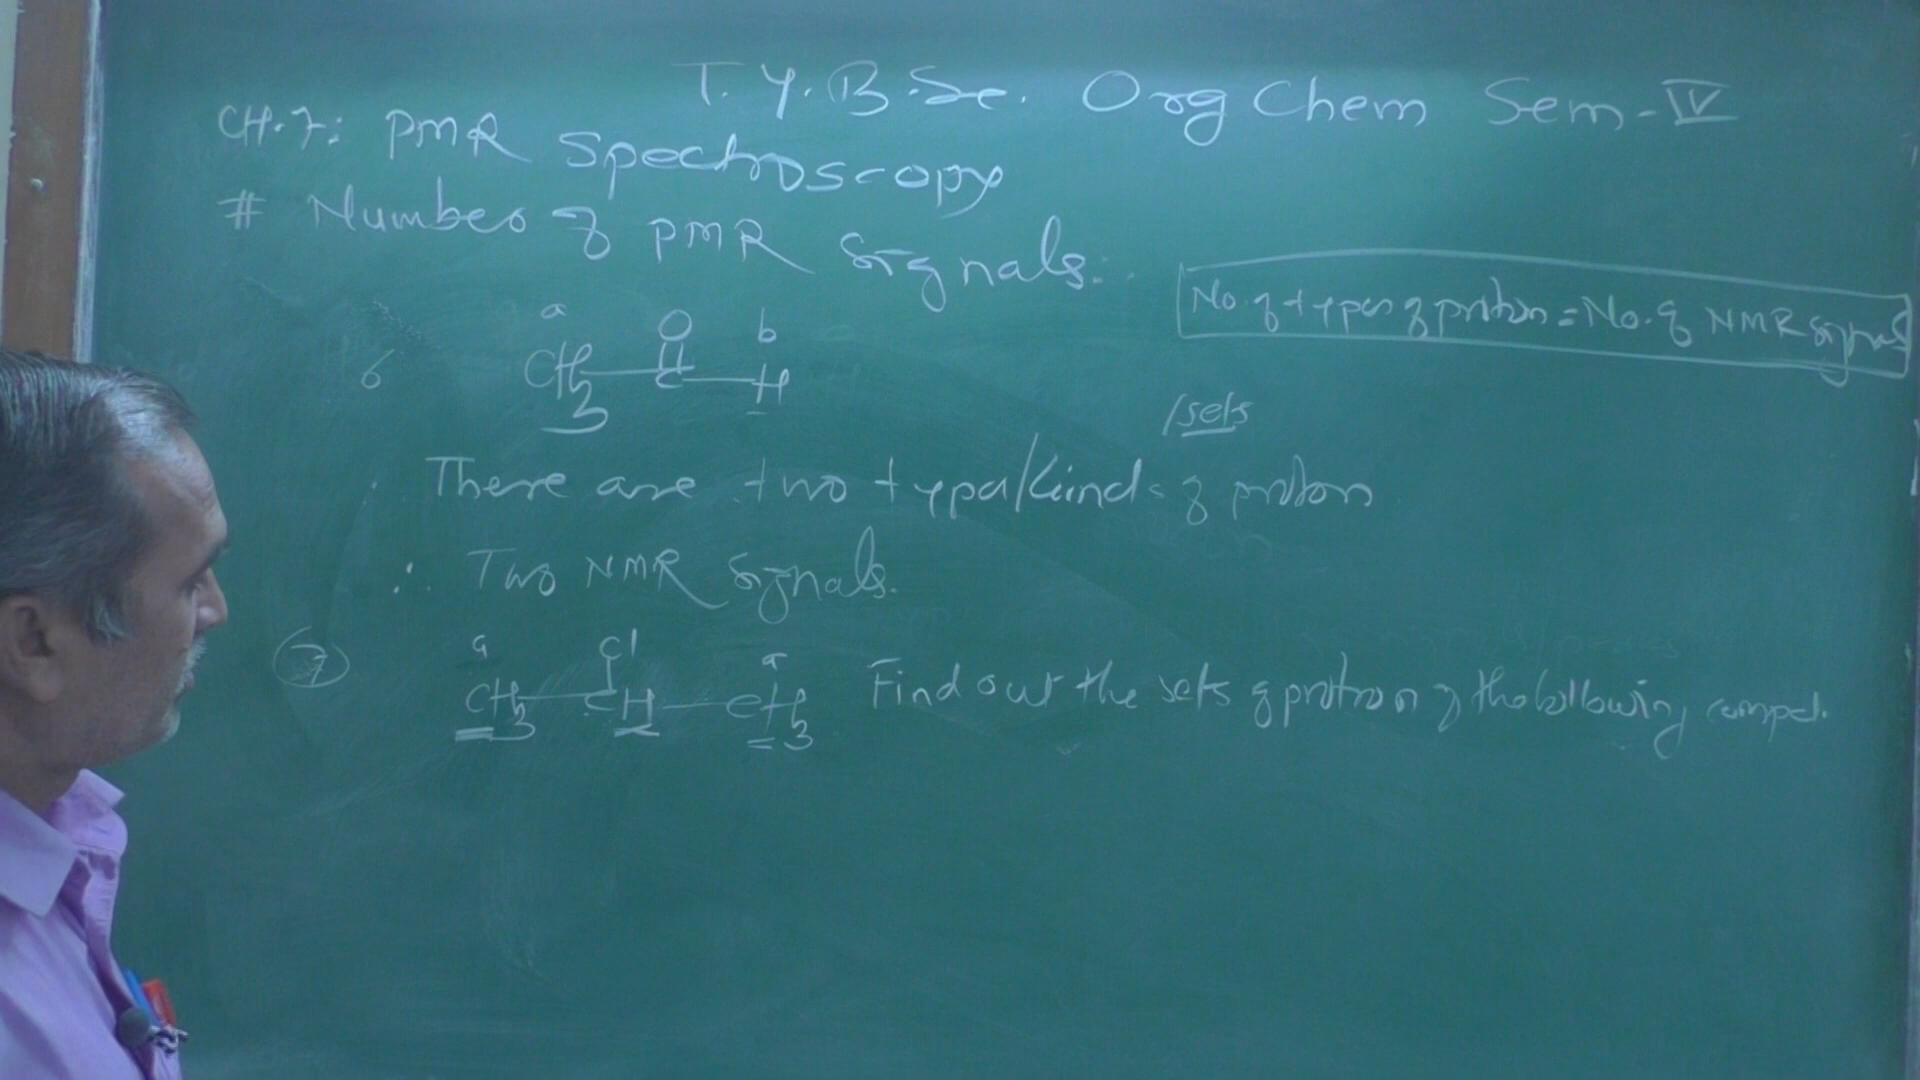 T.Y.B.Sc. Org Chem Sem-IV
CH.7: PMR Spectroscopy
# Number of PMR Signals:
No. of types of proton = No. of NMR signals
a O b
6 CH3—C—H
/sets
There are two types/kinds of proton
∴ Two NMR Signals.
a Cl a
7 CH3—CH—CH3 Find out the sets of proton of the following compd.